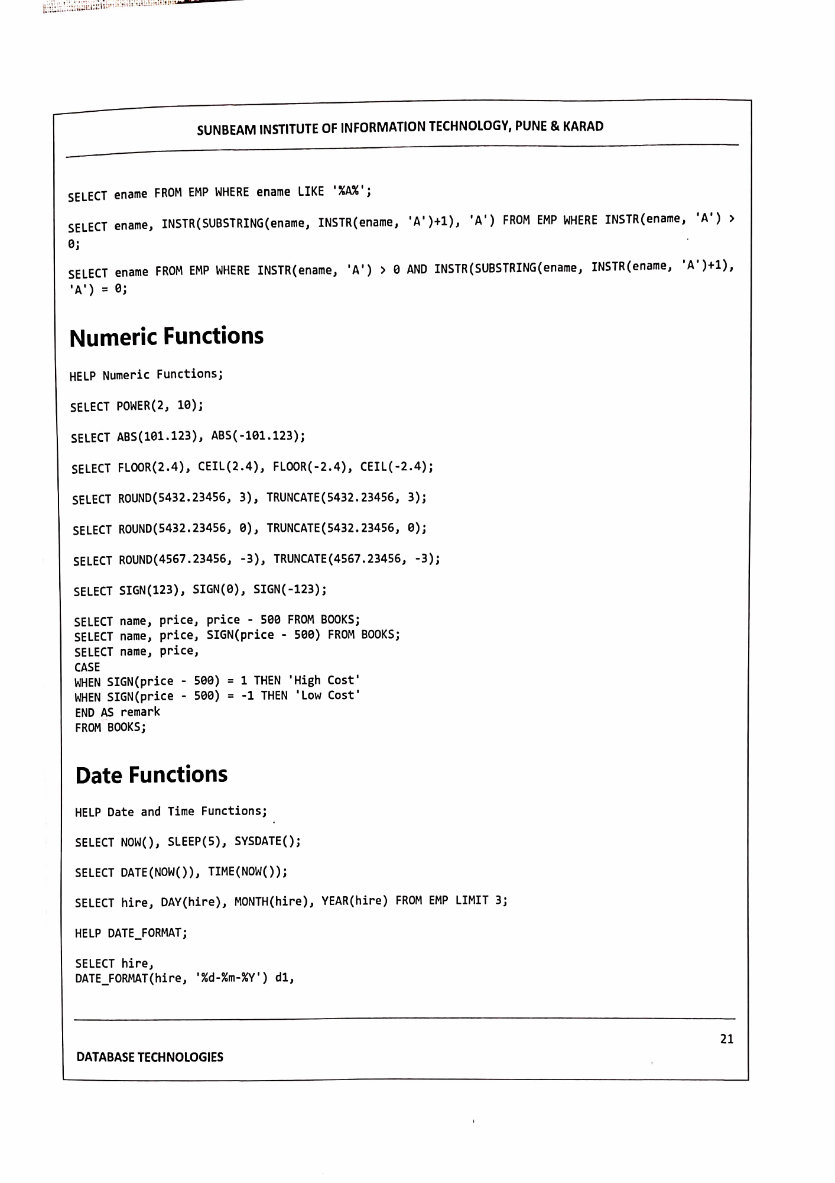 SUNBEAM INSTITUTE OF INFORMATION TECHNOLOGY, PUNE & KARAD
SELECT ename FROM EMP WHERE ename LIKE '%A%';
SELECT ename, INSTR(SUBSTRING(ename, INSTR(ename, 'A')+1), 'A') FROM EMP WHERE INSTR(ename, 'A') >
0;
SELECT ename FROM EMP WHERE INSTR(ename, 'A') > 0 AND INSTR(SUBSTRING(ename, INSTR(ename, 'A')+1),
'A') = 0;
Numeric Functions
HELP Numeric Functions;
SELECT POWER(2, 10);
SELECT ABS(101.123), ABS(-101.123);
SELECT FLOOR(2.4), CEIL(2.4), FLOOR(-2.4), CEIL(-2.4);
SELECT ROUND(5432.23456, 3), TRUNCATE(5432.23456, 3);
SELECT ROUND(5432.23456, 0), TRUNCATE(5432.23456, 0);
SELECT ROUND(4567.23456, -3), TRUNCATE(4567.23456, -3);
SELECT SIGN(123), SIGN(0), SIGN(-123);
SELECT name, price, price - 500 FROM BOOKS;
SELECT name, price, SIGN(price - 500) FROM BOOKS;
SELECT name, price,
CASE
WHEN SIGN(price - 500) = 1 THEN 'High Cost'
WHEN SIGN(price - 500) = -1 THEN 'Low Cost'
END AS remark
FROM BOOKS;
Date Functions
HELP Date and Time Functions;
SELECT NOW(), SLEEP(5), SYSDATE();
SELECT DATE(NOW()), TIME(NOW());
SELECT hire, DAY(hire), MONTH(hire), YEAR(hire) FROM EMP LIMIT 3;
HELP DATE_FORMAT;
SELECT hire,
DATE_FORMAT(hire, '%d-%m-%Y') d1,
21
DATABASE TECHNOLOGIES